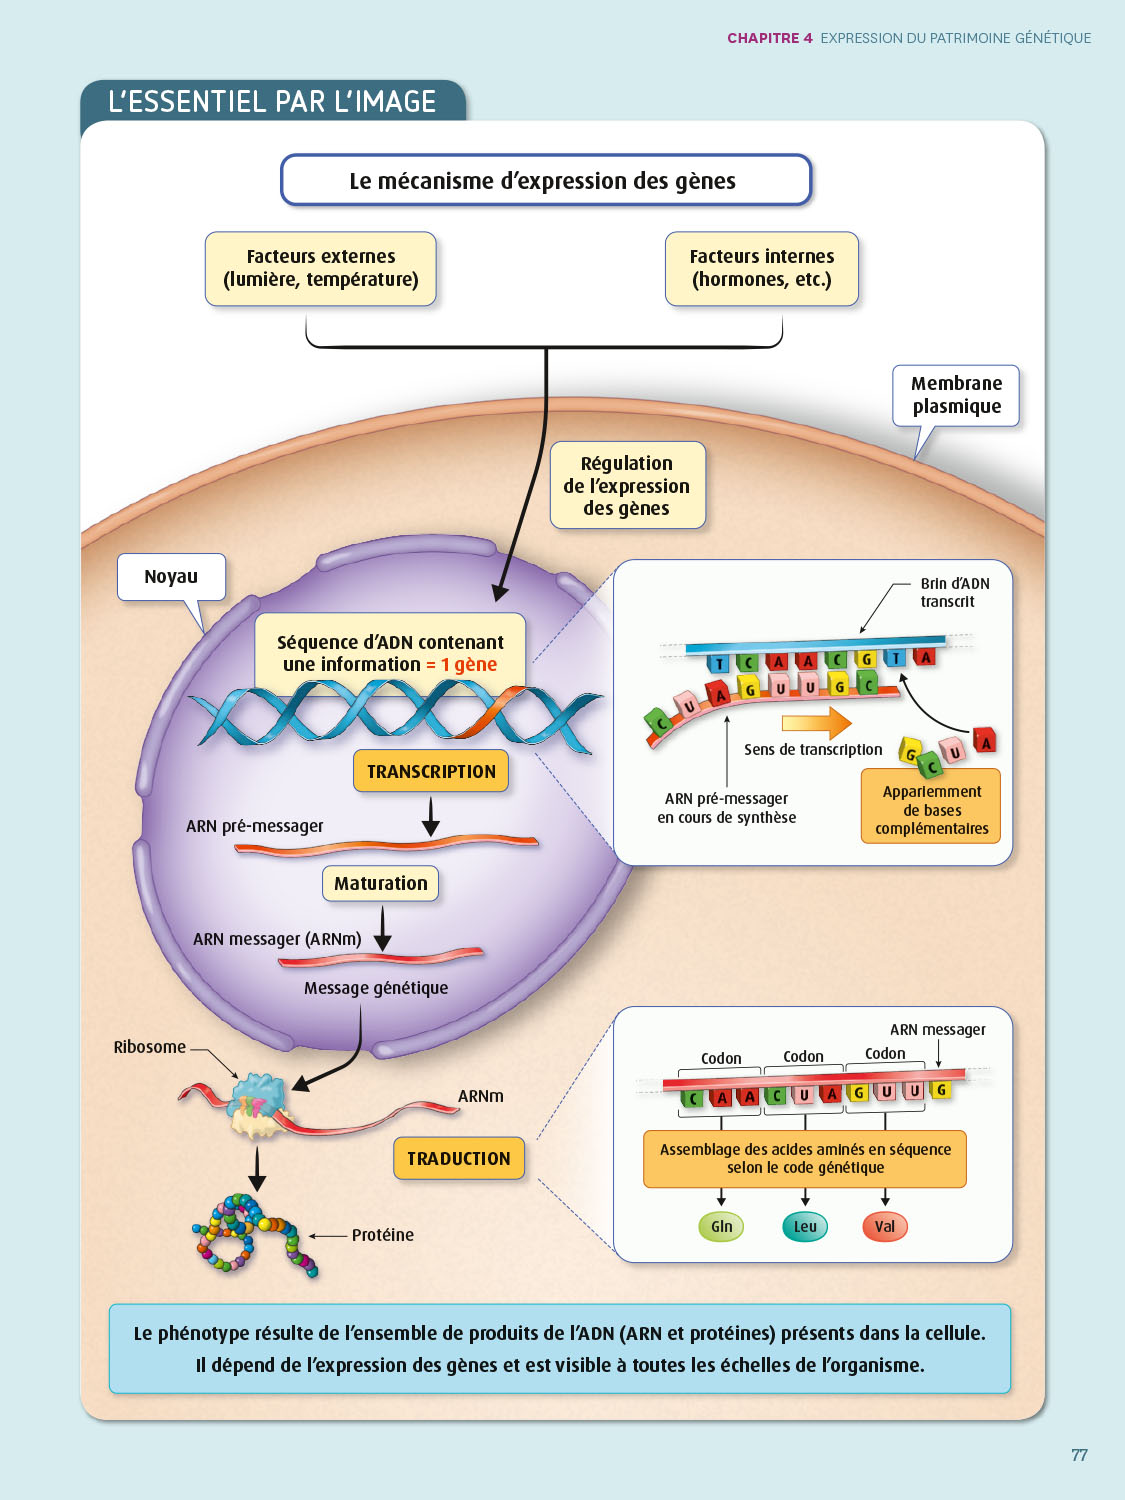 CHAPITRE 4 EXPRESSION DU PATRIMOINE GÉNÉTIQUE
L'ESSENTIEL PAR L'IMAGE
Le mécanisme d'expression des gènes
Facteurs externes
(lumière, température)
Facteurs internes
(hormones, etc.)
Membrane
plasmique
Régulation
de l'expression
des gènes
Noyau
Séquence d'ADN contenant
une information = 1 gène
Brin d'ADN
transcrit
T C A A C G T A
C U A G U U G C
Sens de transcription
G C U A
ARN pré-messager
en cours de synthèse
Appariemment
de bases
complémentaires
TRANSCRIPTION
ARN pré-messager
Maturation
ARN messager (ARNm)
Message génétique
Ribosome
ARNm
TRADUCTION
Protéine
ARN messager
Codon Codon Codon
C A A C U A G U U G
Assemblage des acides aminés en séquence
selon le code génétique
Gln Leu Val
Le phénotype résulte de l'ensemble de produits de l'ADN (ARN et protéines) présents dans la cellule.
Il dépend de l'expression des gènes et est visible à toutes les échelles de l'organisme.
77